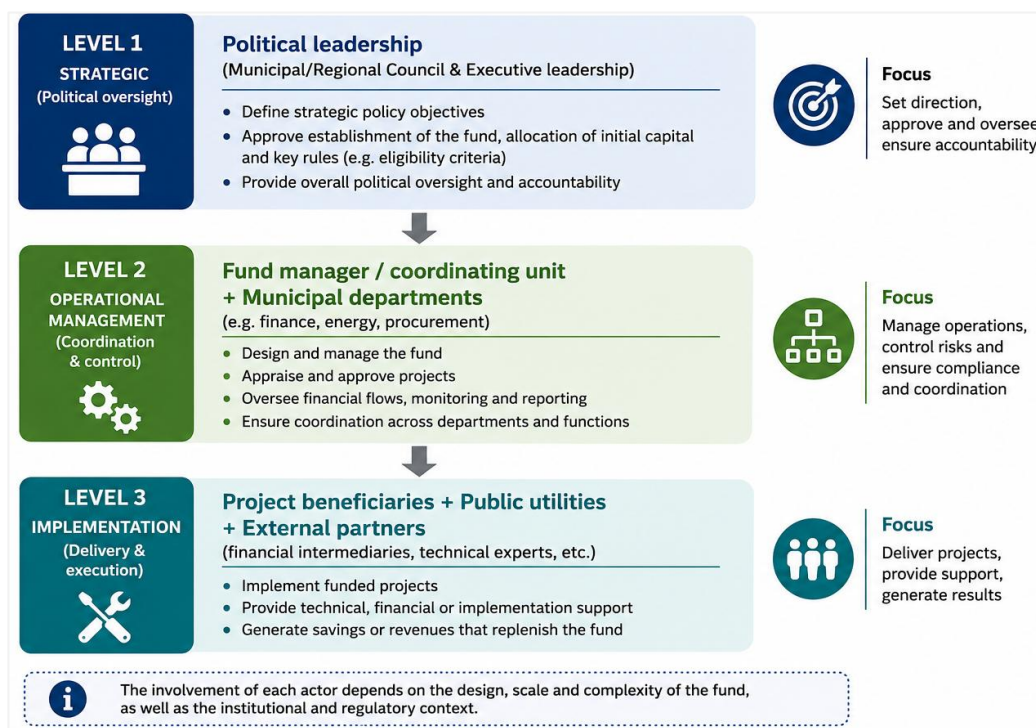 LEVEL 1
STRATEGIC
(Political oversight)
Political leadership
(Municipal/Regional Council & Executive leadership)
• Define strategic policy objectives
• Approve establishment of the fund, allocation of initial capital
and key rules (e.g. eligibility criteria)
• Provide overall political oversight and accountability
Focus
Set direction,
approve and oversee
ensure accountability
LEVEL 2
OPERATIONAL
MANAGEMENT
(Coordination
& control)
Fund manager / coordinating unit
+ Municipal departments
(e.g. finance, energy, procurement)
• Design and manage the fund
• Appraise and approve projects
• Oversee financial flows, monitoring and reporting
• Ensure coordination across departments and functions
Focus
Manage operations,
control risks and
ensure compliance
and coordination
LEVEL 3
IMPLEMENTATION
(Delivery &
execution)
Project beneficiaries + Public utilities
+ External partners
(financial intermediaries, technical experts, etc.)
• Implement funded projects
• Provide technical, financial or implementation support
• Generate savings or revenues that replenish the fund
Focus
Deliver projects,
provide support,
generate results
i
The involvement of each actor depends on the design, scale and complexity of the fund,
as well as the institutional and regulatory context.